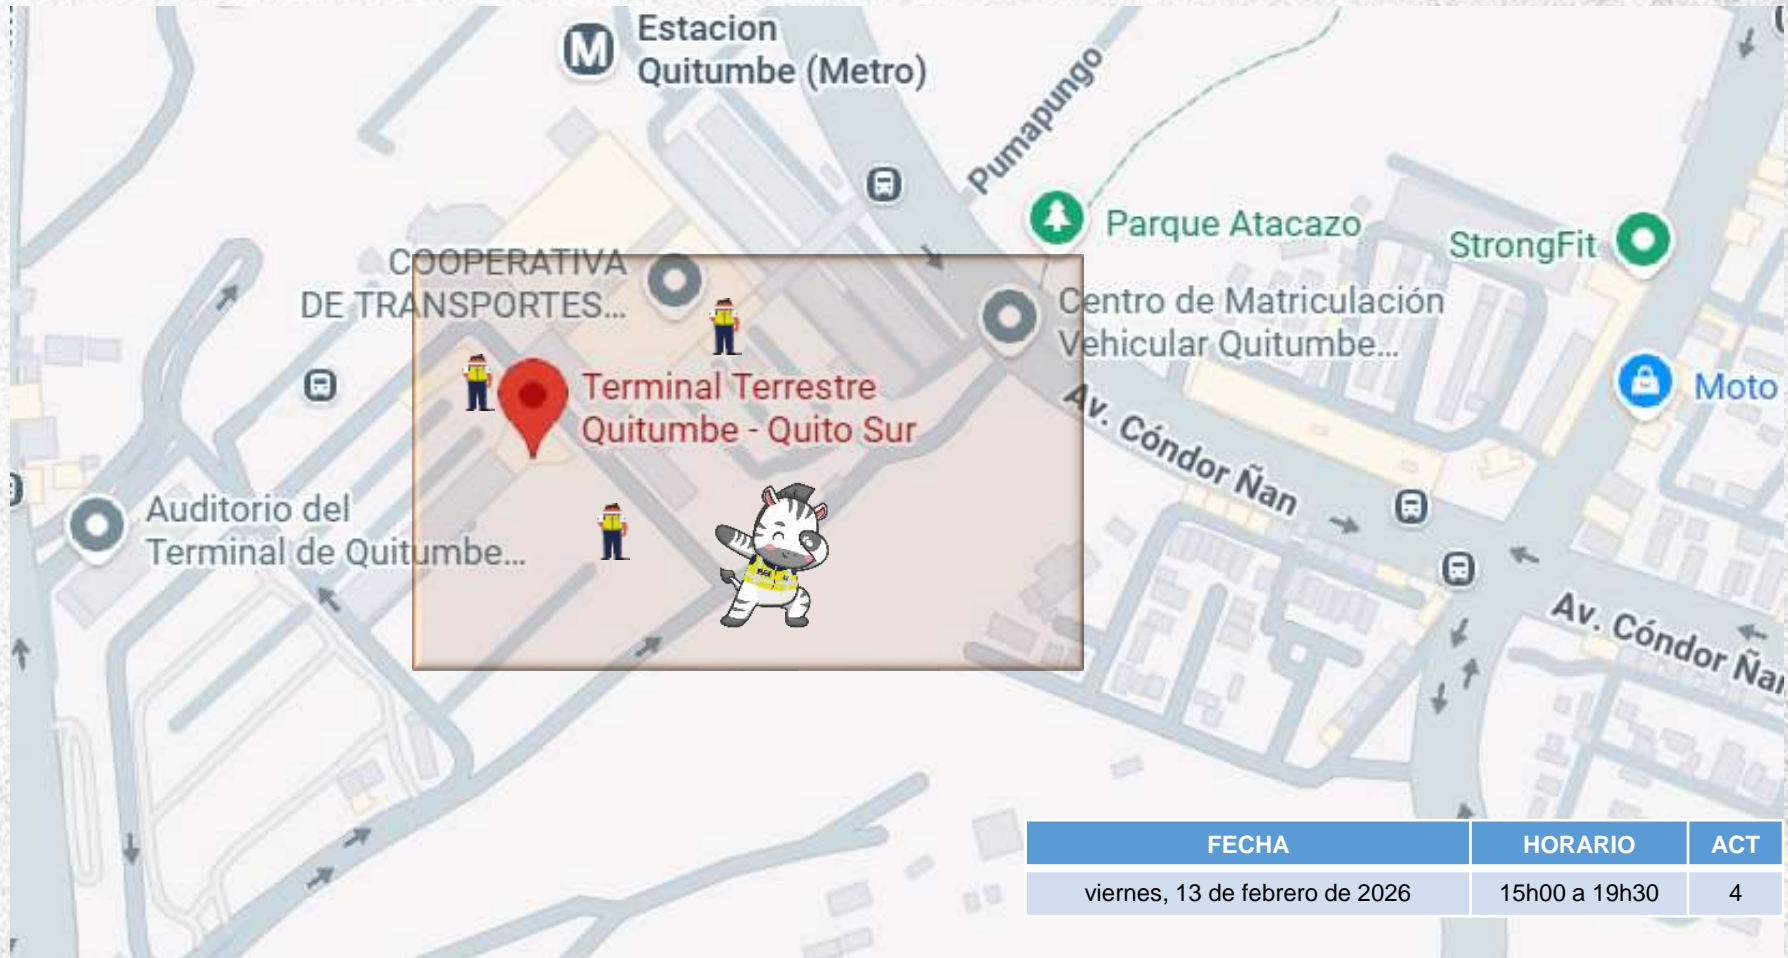 Estacion
Quitumbe (Metro)
M
Pumapungo
Parque Atacazo
StrongFit
COOPERATIVA
DE TRANSPORTES...
Centro de Matriculación
Vehicular Quitumbe...
Terminal Terrestre
Quitumbe - Quito Sur
Moto
Av. Cóndor Ñan
Auditorio del
Terminal de Quitumbe...
Av. Cóndor Ñan
FECHA HORARIO ACT
viernes, 13 de febrero de 2026 15h00 a 19h30 4